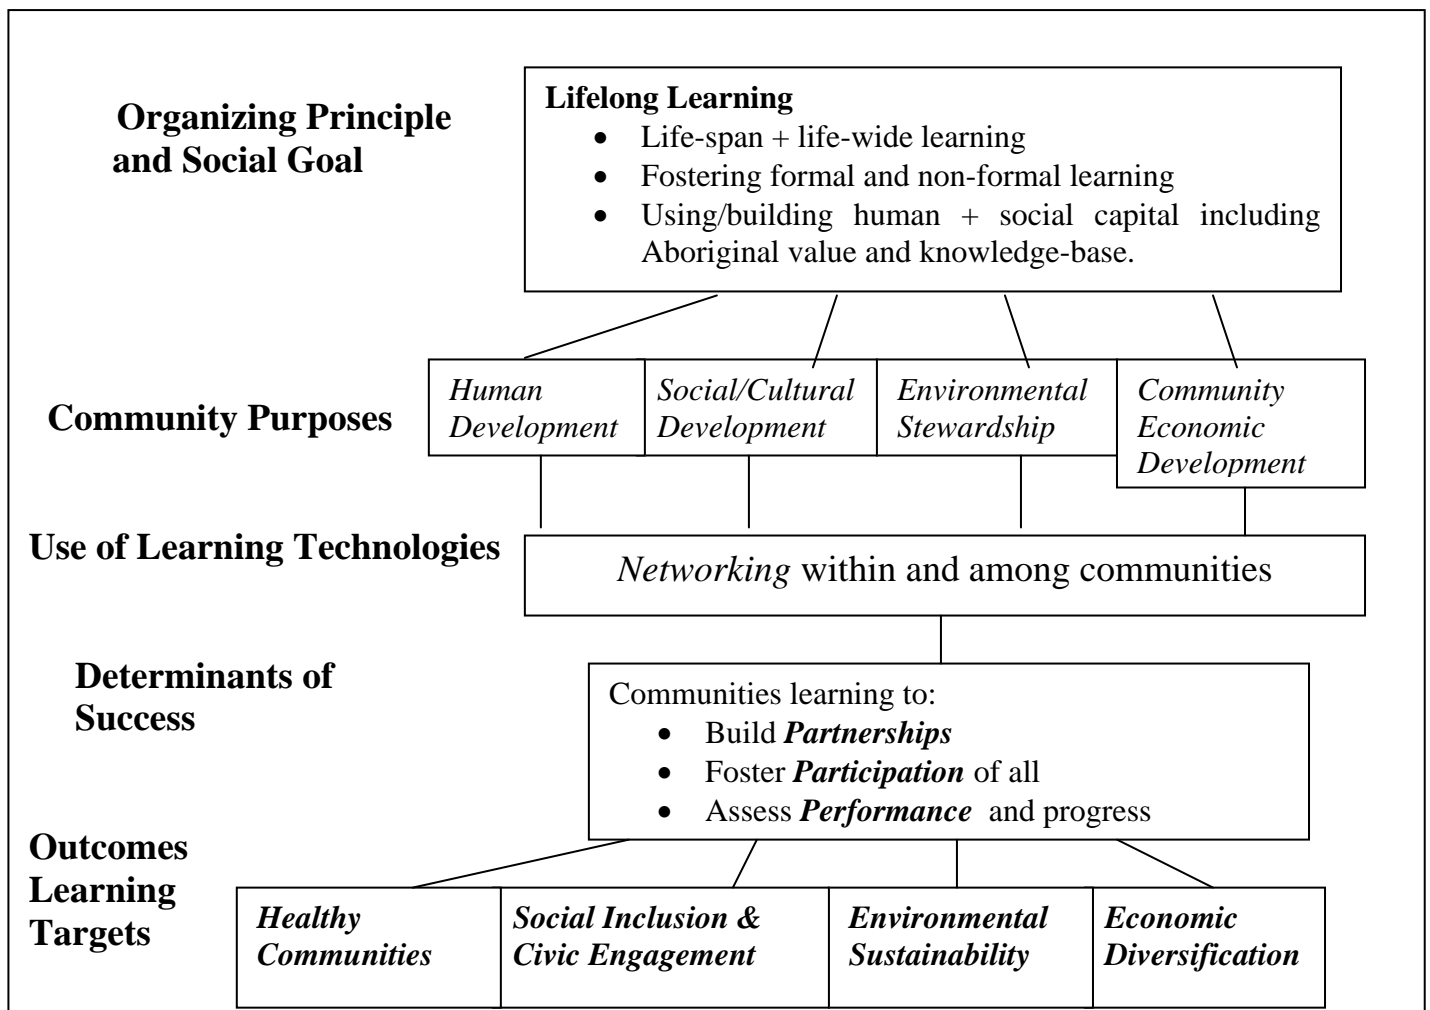 Organizing Principle
and Social Goal
Lifelong Learning
• Life-span + life-wide learning
• Fostering formal and non-formal learning
• Using/building human + social capital including
Aboriginal value and knowledge-base.
Community Purposes
Human
Development
Social/Cultural
Development
Environmental
Stewardship
Community
Economic
Development
Use of Learning Technologies
Networking within and among communities
Determinants of
Success
Communities learning to:
• Build Partnerships
• Foster Participation of all
• Assess Performance and progress
Outcomes
Learning
Targets
Healthy
Communities
Social Inclusion &
Civic Engagement
Environmental
Sustainability
Economic
Diversification